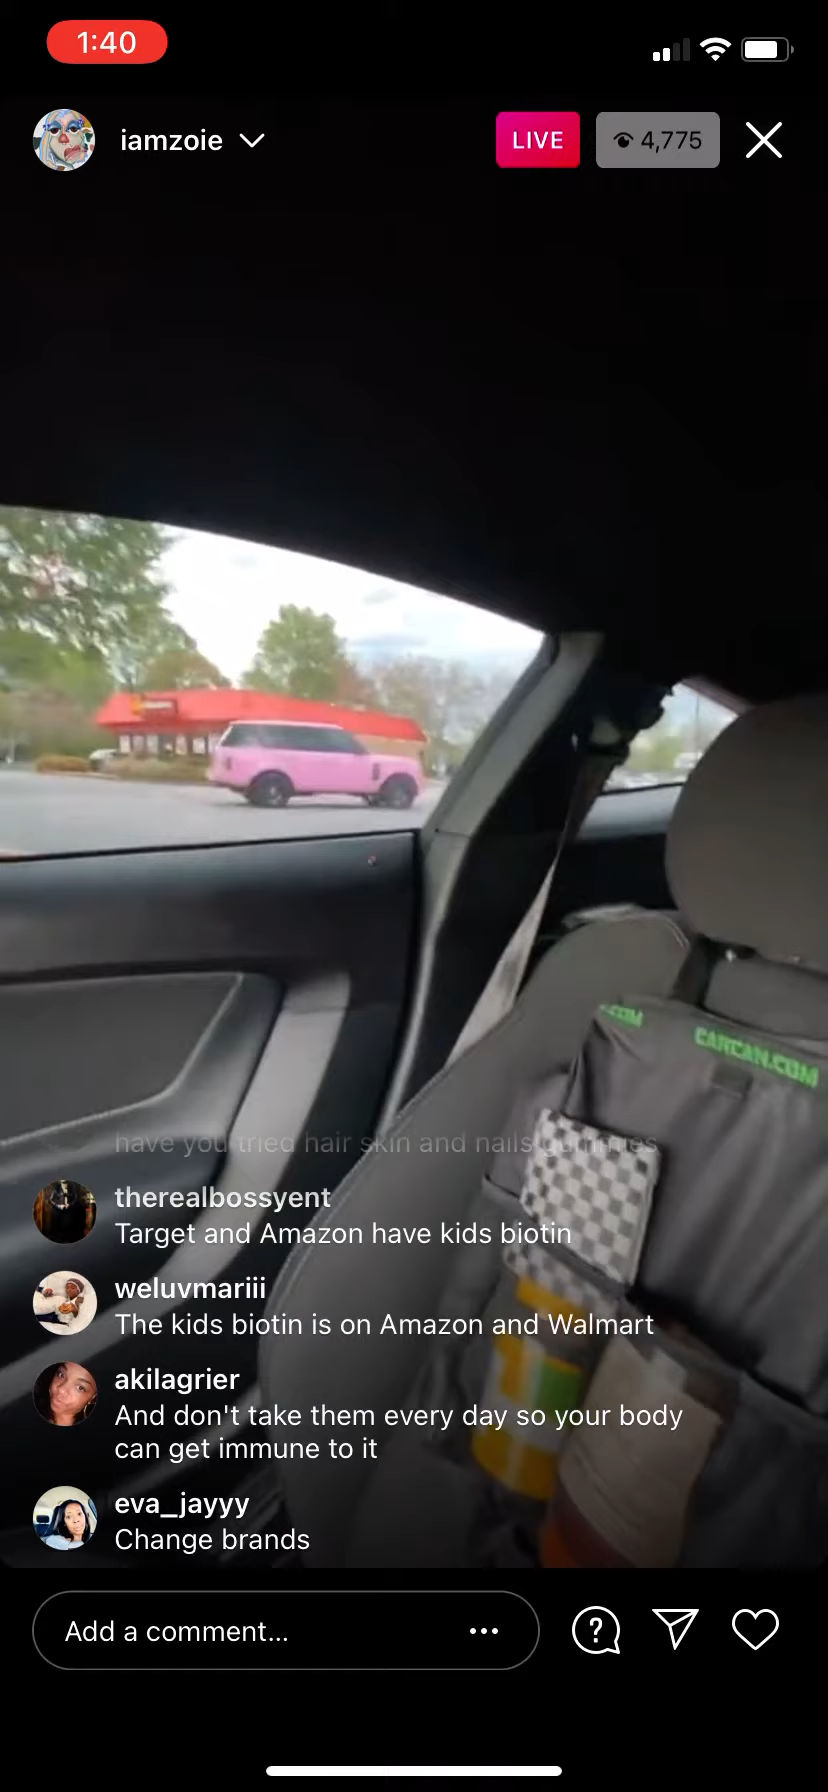 1:40
iamzoie
LIVE
4,775
.COM
CARCAN.COM
have you tried hair skin and nails gummies
therealbossyent
Target and Amazon have kids biotin
weluvmariii
The kids biotin is on Amazon and Walmart
akilagrier
And don't take them every day so your body
can get immune to it
eva_jayyy
Change brands
Add a comment...